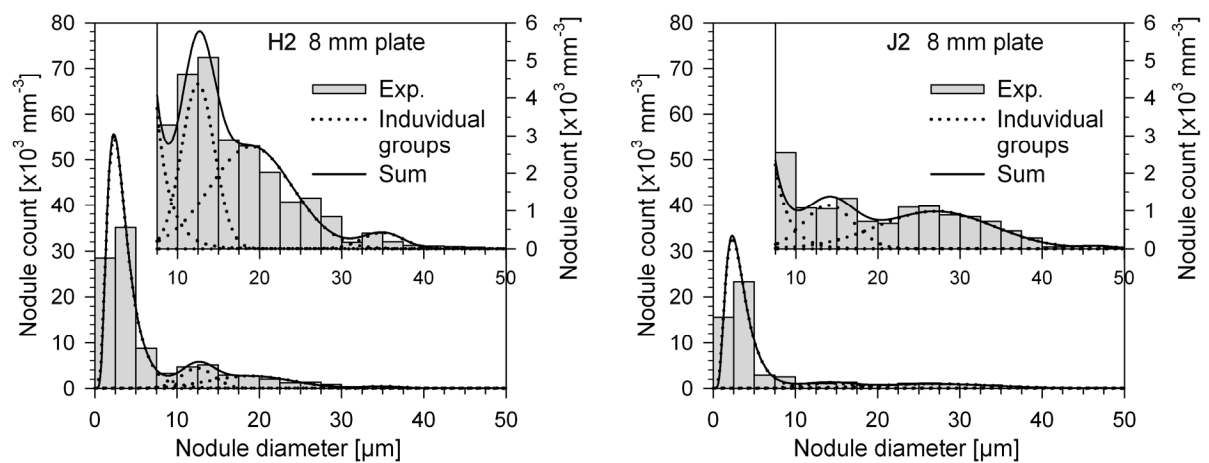 H2 8 mm plate
Exp.
Induvidual
groups
Sum
Nodule count [x10³ mm⁻³]
80
70
60
50
40
30
20
10
0
Nodule count [x10³ mm⁻³]
6
5
4
3
2
1
0
10 20 30 40 50
0 10 20 30 40 50
Nodule diameter [µm]
J2 8 mm plate
Exp.
Induvidual
groups
Sum
Nodule count [x10³ mm⁻³]
80
70
60
50
40
30
20
10
0
Nodule count [x10³ mm⁻³]
6
5
4
3
2
1
0
10 20 30 40 50
0 10 20 30 40 50
Nodule diameter [µm]